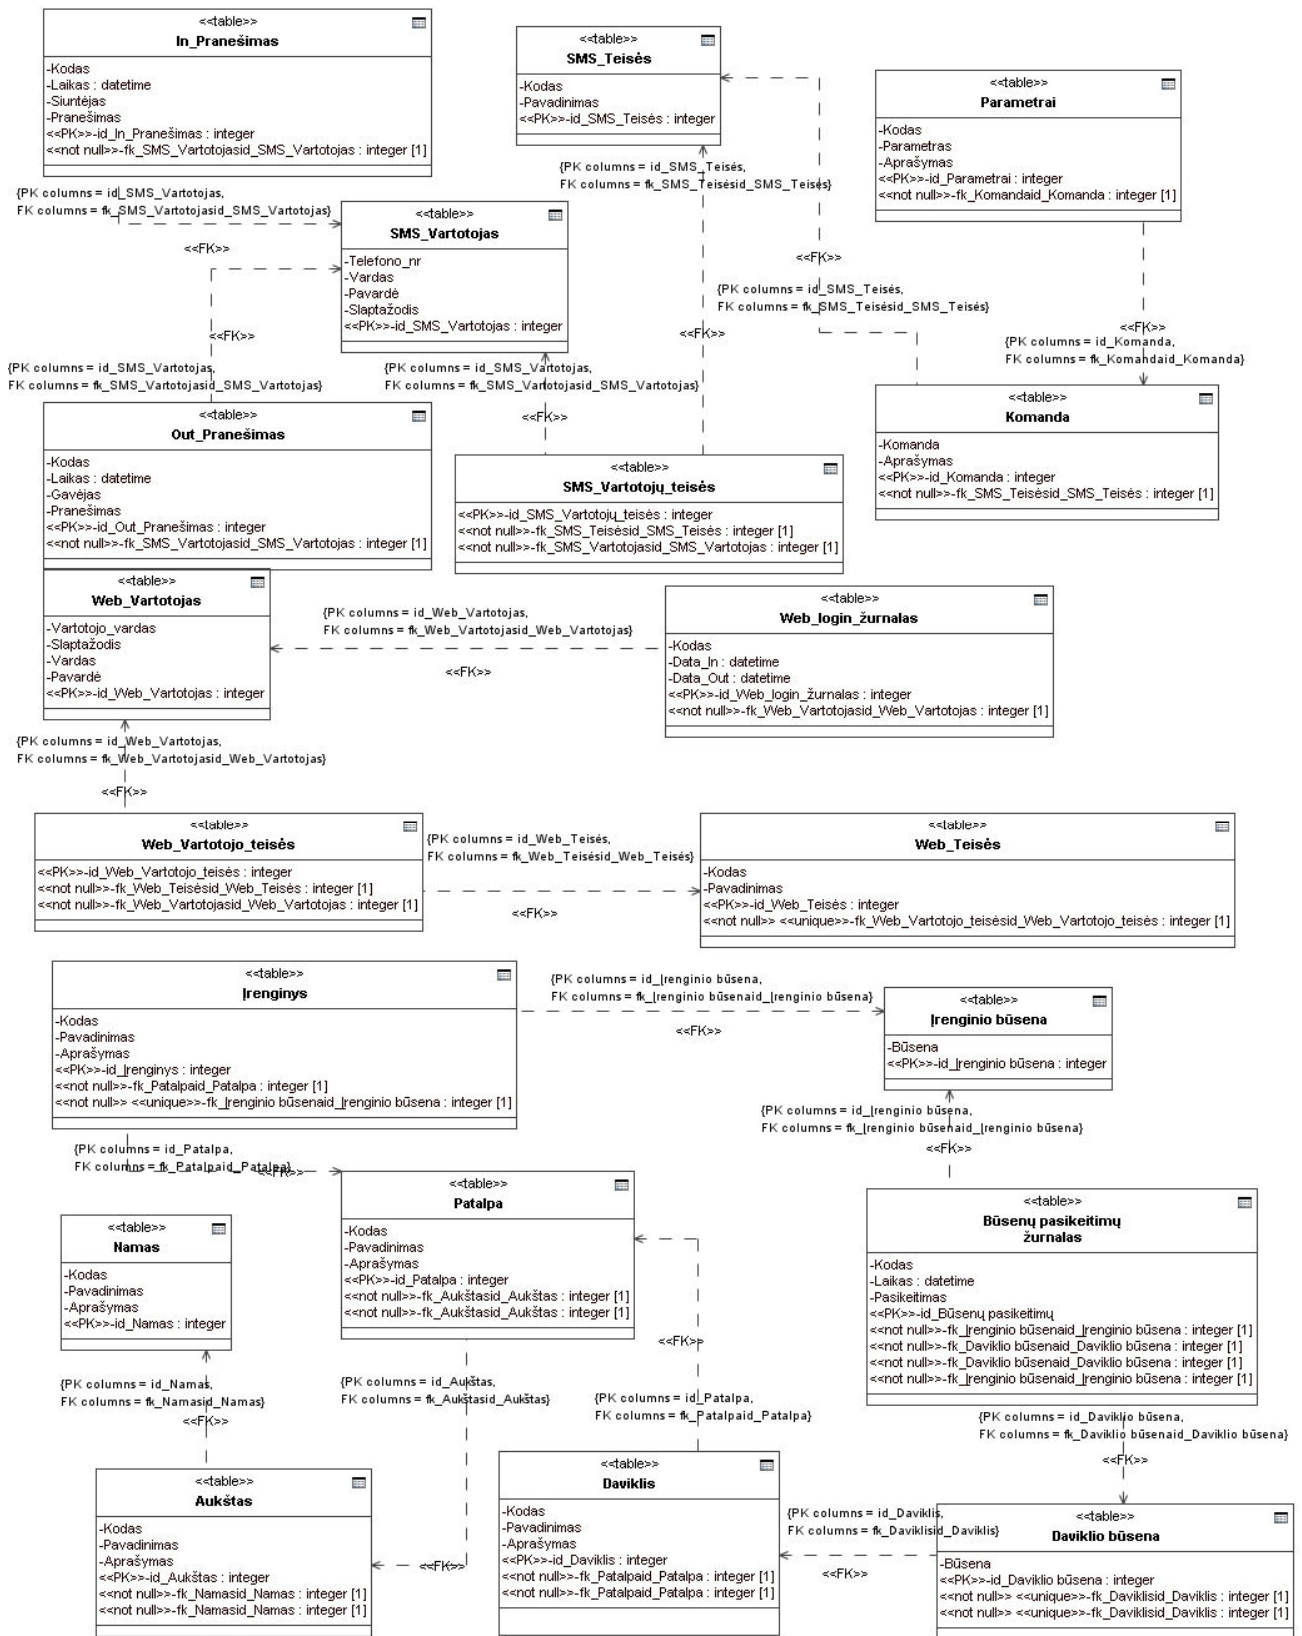 <<table>>
In_Pranešimas
-Kodas
-Laikas : datetime
-Siuntėjas
-Pranešimas
<<PK>>-id_In_Pranešimas : integer
<<not null>>-fk_SMS_Vartotojasid_SMS_Vartotojas : integer [1]
<<table>>
SMS_Teisės
-Kodas
-Pavadinimas
<<PK>>-id_SMS_Teisės : integer
<<table>>
Parametrai
-Kodas
-Parametras
-Aprašymas
<<PK>>-id_Parametrai : integer
<<not null>>-fk_Komandaid_Komanda : integer [1]
{PK columns = id_SMS_Vartotojas,
FK columns = fk_SMS_Vartotojasid_SMS_Vartotojas}
<<FK>>
{PK columns = id_SMS_Teisės,
FK columns = fk_SMS_Teisėsid_SMS_Teisės}
<<FK>>
<<table>>
SMS_Vartotojas
-Telefono_nr
-Vardas
-Pavardė
-Slaptažodis
<<PK>>-id_SMS_Vartotojas : integer
<<FK>>
{PK columns = id_SMS_Teisės,
FK columns = fk_SMS_Teisėsid_SMS_Teisės}
<<FK>>
<<FK>>
{PK columns = id_Komanda,
FK columns = fk_Komandaid_Komanda}
{PK columns = id_SMS_Vartotojas,
FK columns = fk_SMS_Vartotojasid_SMS_Vartotojas}
{PK columns = id_SMS_Vartotojas,
FK columns = fk_SMS_Vartotojasid_SMS_Vartotojas}
<<FK>>
<<table>>
Out_Pranešimas
-Kodas
-Laikas : datetime
-Gavėjas
-Pranešimas
<<PK>>-id_Out_Pranešimas : integer
<<not null>>-fk_SMS_Vartotojasid_SMS_Vartotojas : integer [1]
<<table>>
SMS_Vartotojų_teisės
<<PK>>-id_SMS_Vartotojų_teisės : integer
<<not null>>-fk_SMS_Teisėsid_SMS_Teisės : integer [1]
<<not null>>-fk_SMS_Vartotojasid_SMS_Vartotojas : integer [1]
<<table>>
Komanda
-Komanda
-Aprašymas
<<PK>>-id_Komanda : integer
<<not null>>-fk_SMS_Teisėsid_SMS_Teisės : integer [1]
<<table>>
Web_Vartotojas
-Vartotojo_vardas
-Slaptažodis
-Vardas
-Pavardė
<<PK>>-id_Web_Vartotojas : integer
{PK columns = id_Web_Vartotojas,
FK columns = fk_Web_Vartotojasid_Web_Vartotojas}
<<FK>>
<<table>>
Web_login_žurnalas
-Kodas
-Data_In : datetime
-Data_Out : datetime
<<PK>>-id_Web_login_žurnalas : integer
<<not null>>-fk_Web_Vartotojasid_Web_Vartotojas : integer [1]
{PK columns = id_Web_Vartotojas,
FK columns = fk_Web_Vartotojasid_Web_Vartotojas}
<<FK>>
<<table>>
Web_Vartotojo_teisės
<<PK>>-id_Web_Vartotojo_teisės : integer
<<not null>>-fk_Web_Teisėsid_Web_Teisės : integer [1]
<<not null>>-fk_Web_Vartotojasid_Web_Vartotojas : integer [1]
{PK columns = id_Web_Teisės,
FK columns = fk_Web_Teisėsid_Web_Teisės}
<<FK>>
<<table>>
Web_Teisės
-Kodas
-Pavadinimas
<<PK>>-id_Web_Teisės : integer
<<not null>> <<unique>>-fk_Web_Vartotojo_teisėsid_Web_Vartotojo_teisės : integer [1]
<<table>>
Įrenginys
-Kodas
-Pavadinimas
-Aprašymas
<<PK>>-id_Įrenginys : integer
<<not null>>-fk_Patalpaid_Patalpa : integer [1]
<<not null>> <<unique>>-fk_Įrenginio būsenaid_Įrenginio būsena : integer [1]
{PK columns = id_Įrenginio būsena,
FK columns = fk_Įrenginio būsenaid_Įrenginio būsena}
<<FK>>
<<table>>
Įrenginio būsena
-Būsena
<<PK>>-id_Įrenginio būsena : integer
{PK columns = id_Įrenginio būsena,
FK columns = fk_Įrenginio būsenaid_Įrenginio būsena}
<<FK>>
{PK columns = id_Patalpa,
FK columns = fk_Patalpaid_Patalpa}
<<FK>>
<<table>>
Namas
-Kodas
-Pavadinimas
-Aprašymas
<<PK>>-id_Namas : integer
<<table>>
Patalpa
-Kodas
-Pavadinimas
-Aprašymas
<<PK>>-id_Patalpa : integer
<<not null>>-fk_Aukštasid_Aukštas : integer [1]
<<not null>>-fk_Aukštasid_Aukštas : integer [1]
<<table>>
Būsenų pasikeitimų
žurnalas
-Kodas
-Laikas : datetime
-Pasikeitimas
<<PK>>-id_Būsenų pasikeitimų
<<not null>>-fk_Įrenginio būsenaid_Įrenginio būsena : integer [1]
<<not null>>-fk_Daviklio būsenaid_Daviklio būsena : integer [1]
<<not null>>-fk_Daviklio būsenaid_Daviklio būsena : integer [1]
<<not null>>-fk_Įrenginio būsenaid_Įrenginio būsena : integer [1]
<<FK>>
{PK columns = id_Namas,
FK columns = fk_Namasid_Namas}
<<FK>>
{PK columns = id_Aukštas,
FK columns = fk_Aukštasid_Aukštas}
{PK columns = id_Patalpa,
FK columns = fk_Patalpaid_Patalpa}
{PK columns = id_Daviklio būsena,
FK columns = fk_Daviklio būsenaid_Daviklio būsena}
<<FK>>
<<table>>
Aukštas
-Kodas
-Pavadinimas
-Aprašymas
<<PK>>-id_Aukštas : integer
<<not null>>-fk_Namasid_Namas : integer [1]
<<not null>>-fk_Namasid_Namas : integer [1]
<<FK>>
<<table>>
Daviklis
-Kodas
-Pavadinimas
-Aprašymas
<<PK>>-id_Daviklis : integer
<<not null>>-fk_Patalpaid_Patalpa : integer [1]
<<not null>>-fk_Patalpaid_Patalpa : integer [1]
{PK columns = id_Daviklis,
FK columns = fk_Daviklisid_Daviklis}
<<FK>>
<<table>>
Daviklio būsena
-Būsena
<<PK>>-id_Daviklio būsena : integer
<<not null>> <<unique>>-fk_Daviklisid_Daviklis : integer [1]
<<not null>> <<unique>>-fk_Daviklisid_Daviklis : integer [1]